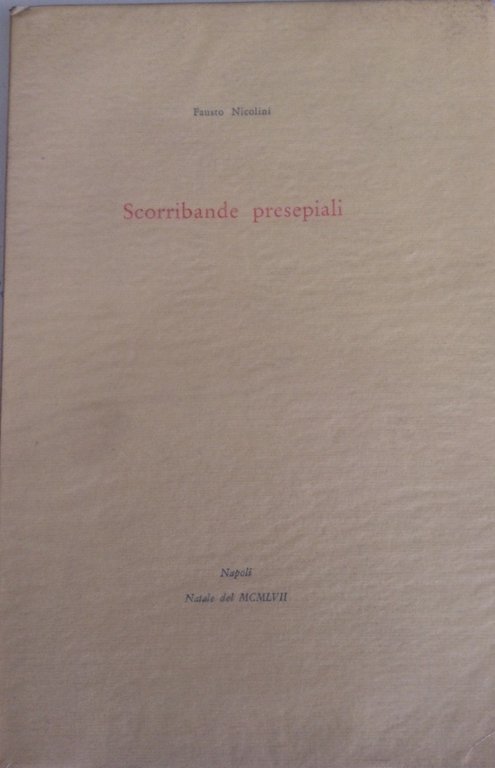 Fausto Nicolini
Scorribande presepiali
Napoli
Natale del MCMLVII